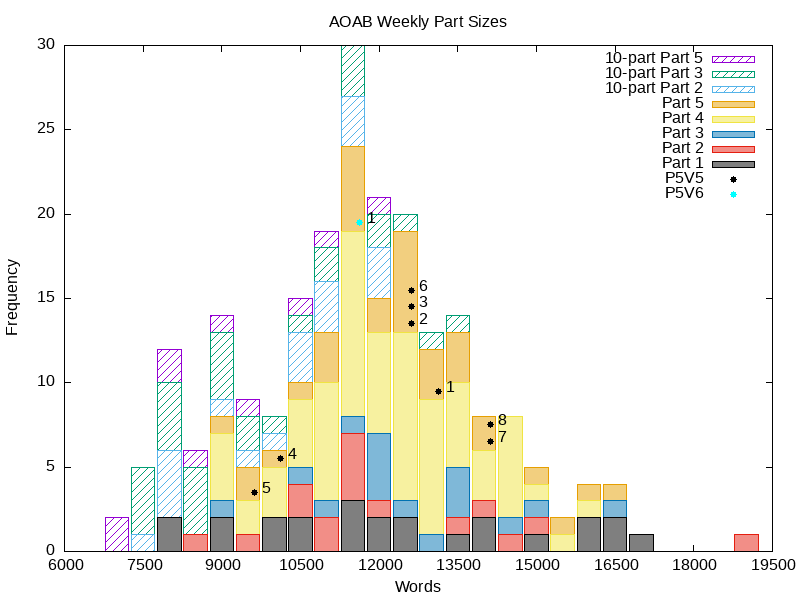 AOAB Weekly Part Sizes
30
25
20
15
10
5
0
Frequency
6000 7500 9000 10500 12000 13500 15000 16500 18000 19500
Words
10-part Part 5
10-part Part 3
10-part Part 2
Part 5
Part 4
Part 3
Part 2
Part 1
P5V5
P5V6
1
6
3
2
1
8
7
4
5